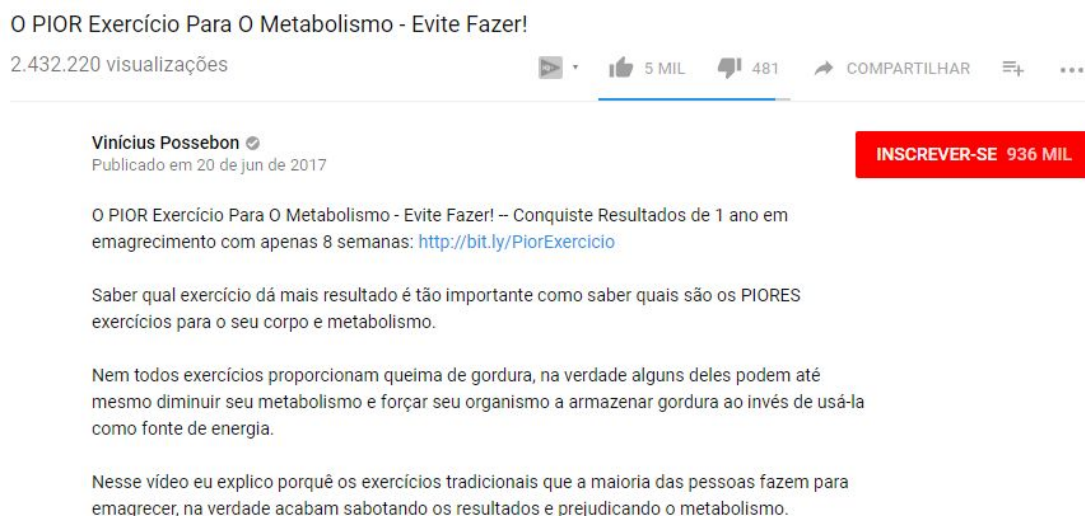 O PIOR Exercício Para O Metabolismo - Evite Fazer!
2.432.220 visualizações
5 MIL 481 COMPARTILHAR
Vinícius Possebon
Publicado em 20 de jun de 2017
INSCREVER-SE 936 MIL
O PIOR Exercício Para O Metabolismo - Evite Fazer! -- Conquiste Resultados de 1 ano em
emagrecimento com apenas 8 semanas: http://bit.ly/PiorExercicio
Saber qual exercício dá mais resultado é tão importante como saber quais são os PIORES
exercícios para o seu corpo e metabolismo.
Nem todos exercícios proporcionam queima de gordura, na verdade alguns deles podem até
mesmo diminuir seu metabolismo e forçar seu organismo a armazenar gordura ao invés de usá-la
como fonte de energia.
Nesse vídeo eu explico porquê os exercícios tradicionais que a maioria das pessoas fazem para
emagrecer, na verdade acabam sabotando os resultados e prejudicando o metabolismo.